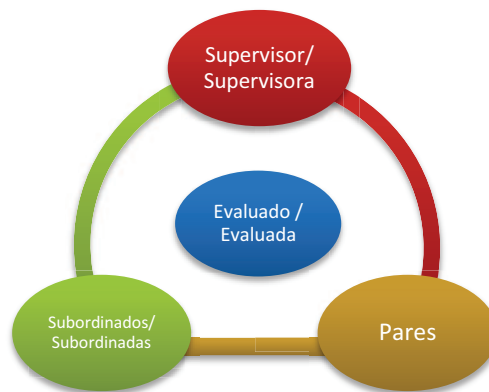 Supervisor/
Supervisora
Evaluado /
Evaluada
Subordinados/
Subordinadas
Pares